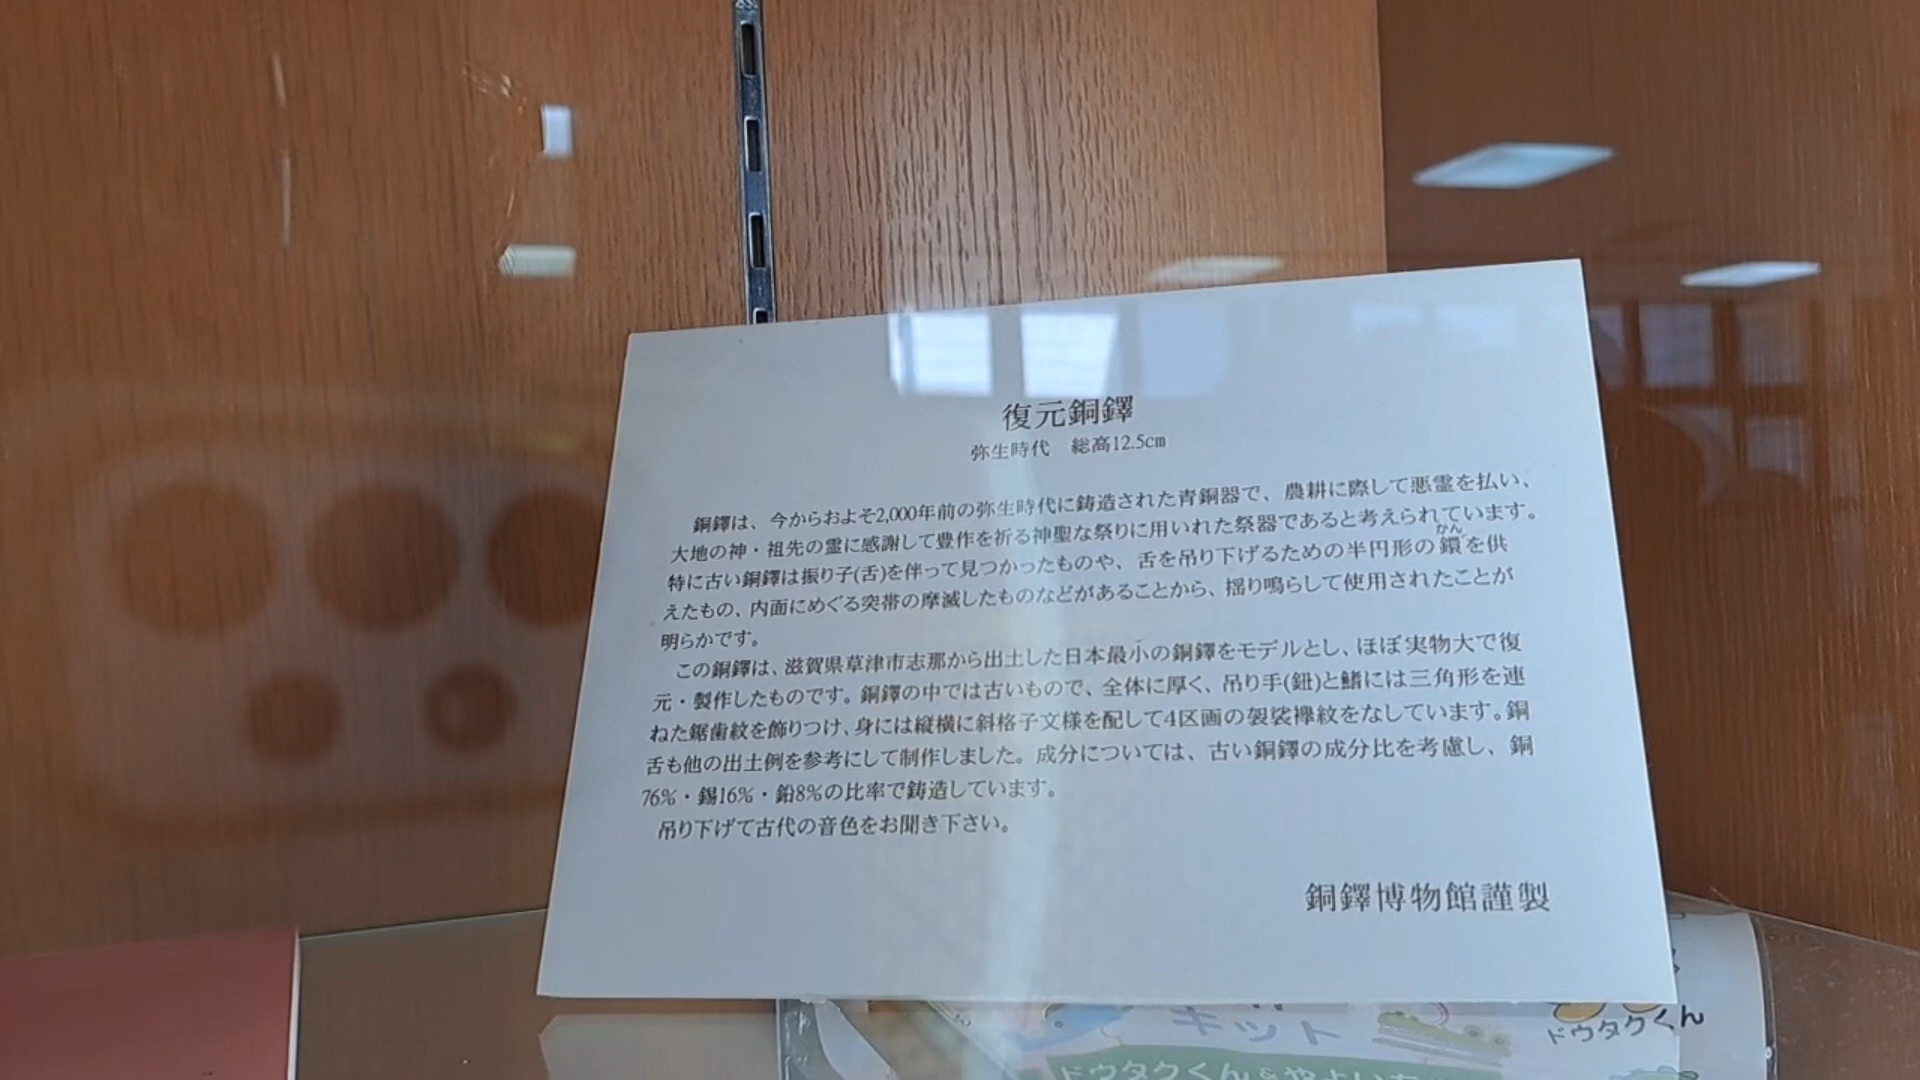 復元銅鐸
弥生時代 総高12.5cm
銅鐸は、今からおよそ2,000年前の弥生時代に鋳造された青銅器で、農耕に際して悪霊を払い、
大地の神・祖先の霊に感謝して豊作を祈る神聖な祭りに用いれた祭器であると考えられています。
かん
特に古い銅鐸は振り子(舌)を伴って見つかったものや、舌を吊り下げるための半円形の鐶を供
えたもの、内面にめぐる突帯の摩滅したものなどがあることから、揺り鳴らして使用されたことが
明らかです。
この銅鐸は、滋賀県草津市志那から出土した日本最小の銅鐸をモデルとし、ほぼ実物大で復
元・製作したものです。銅鐸の中では古いもので、全体に厚く、吊り手(鈕)と鰭には三角形を連
ねた鋸歯紋を飾りつけ、身には縦横に斜格子文様を配して4区画の袈裟襷紋をなしています。銅
舌も他の出土例を参考にして制作しました。成分については、古い銅鐸の成分比を考慮し、銅
76%・錫16%・鉛8%の比率で鋳造しています。
吊り下げて古代の音色をお聞き下さい。
銅鐸博物館謹製
キット
ドウタクくん
ドウタクくん&やよい